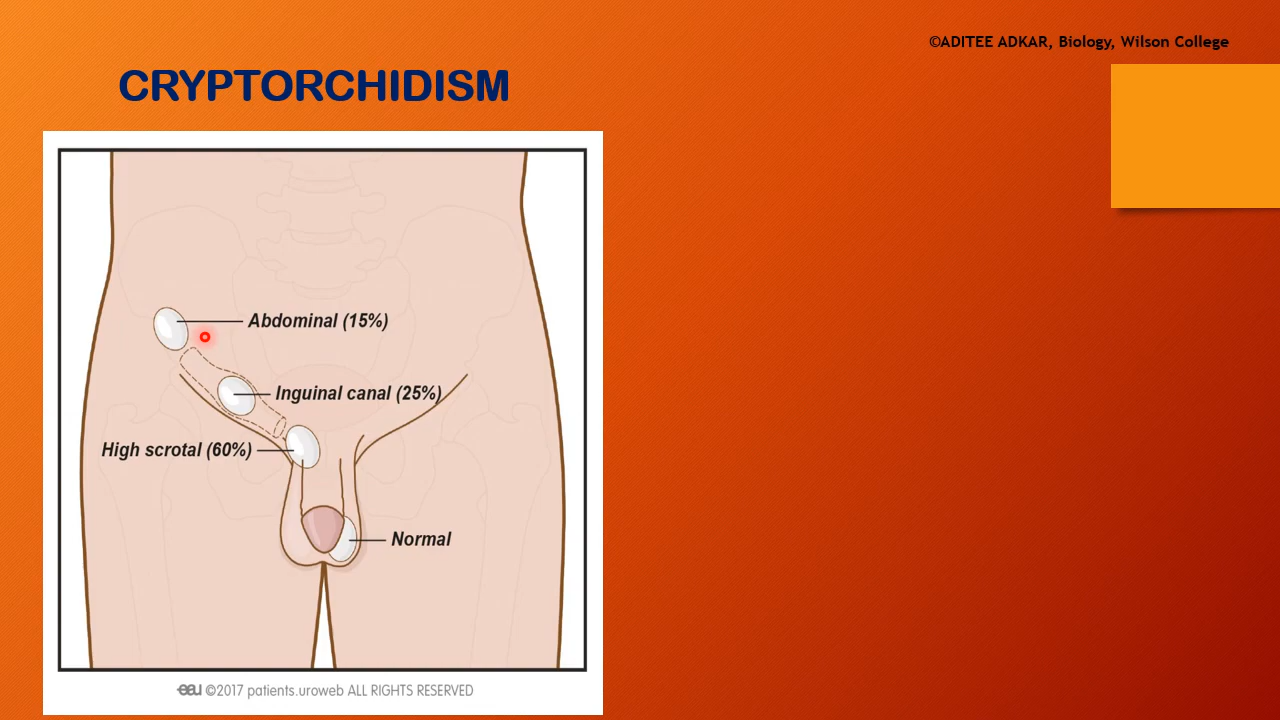 ©ADITEE ADKAR, Biology, Wilson College
CRYPTORCHIDISM
Abdominal (15%)
Inguinal canal (25%)
High scrotal (60%)
Normal
eau ©2017 patients.uroweb ALL RIGHTS RESERVED